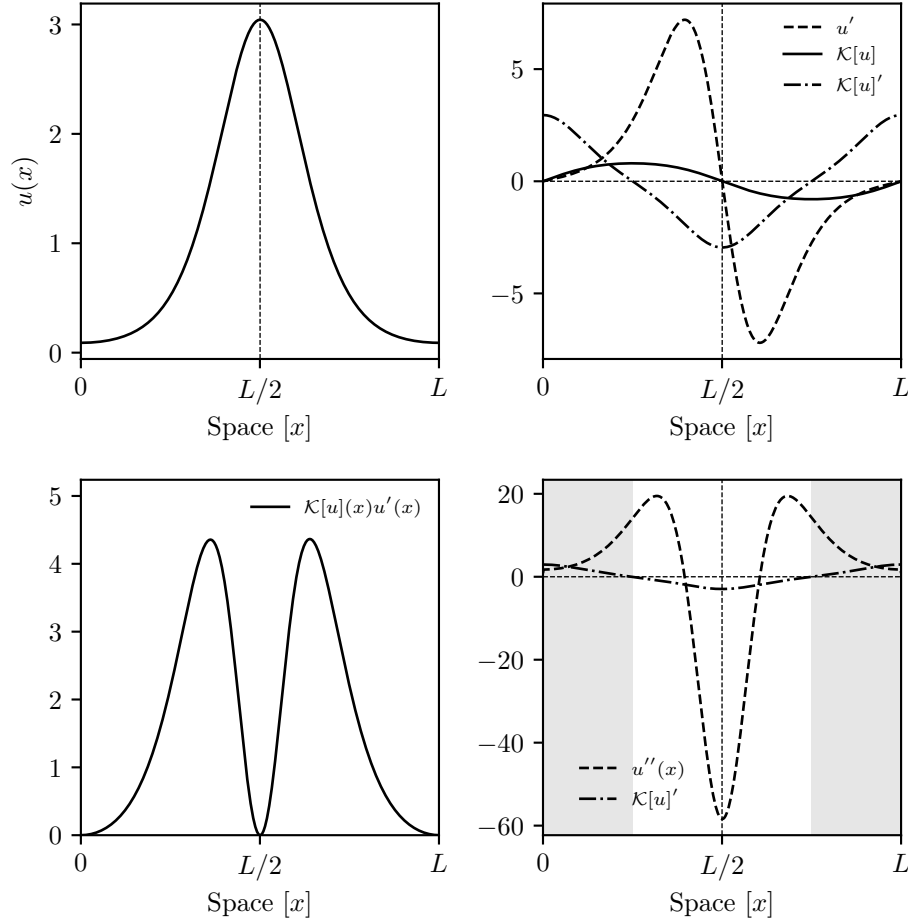 3
2
1
0
u(x)
0
L/2
L
Space [x]
5
0
−5
u′
𝒦[u]
𝒦[u]′
0
L/2
L
Space [x]
5
4
3
2
1
0
𝒦[u](x)u′(x)
0
L/2
L
Space [x]
20
0
−20
−40
−60
u′′(x)
𝒦[u]′
0
L/2
L
Space [x]